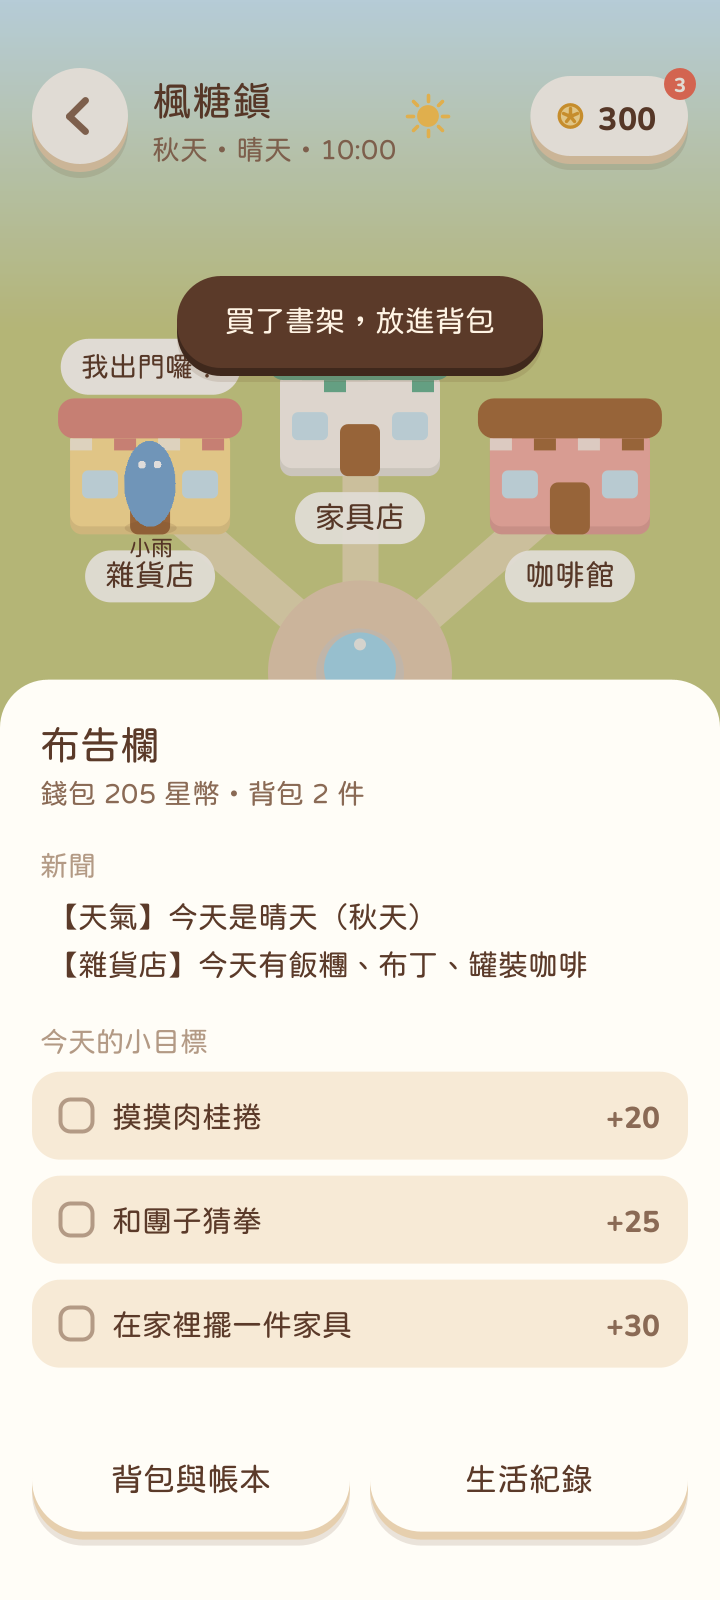 楓糖鎮
秋天・晴天・10:00
300
3
買了書架，放進背包
我出門囉
家具店
小雨
雜貨店
咖啡館
布告欄
錢包 205 星幣・背包 2 件
新聞
【天氣】今天是晴天（秋天）
【雜貨店】今天有飯糰、布丁、罐裝咖啡
今天的小目標
摸摸肉桂捲 +20
和團子猜拳 +25
在家裡擺一件家具 +30
背包與帳本
生活紀錄